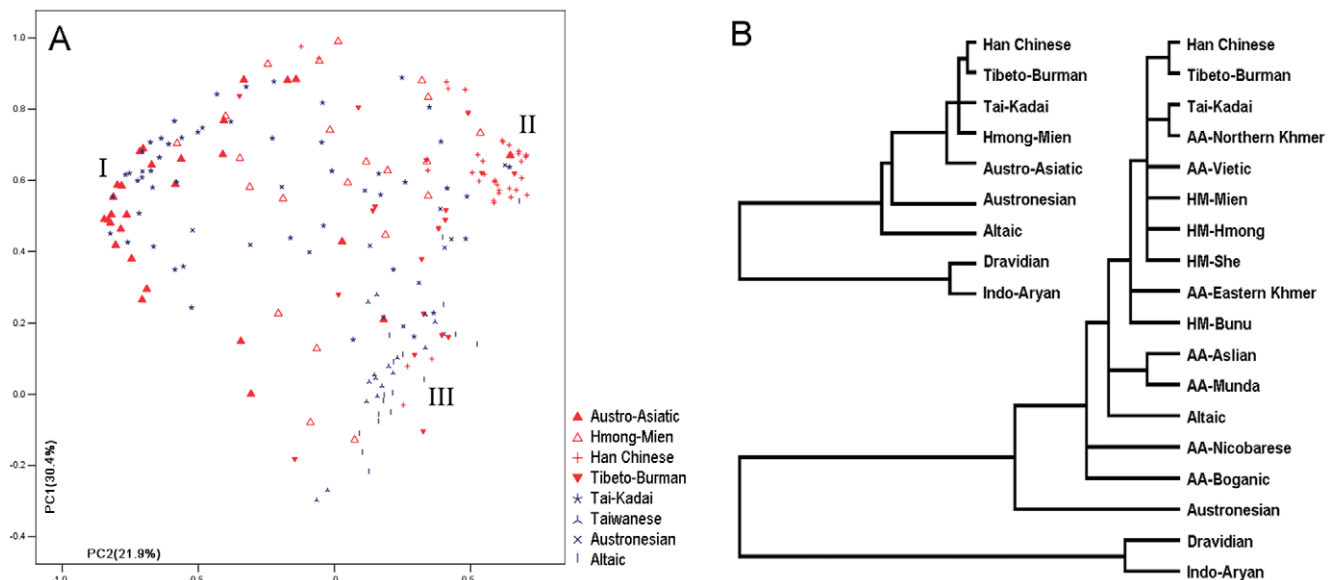 A
1.0
0.8
0.6
0.4
0.2
0.0
-0.2
-0.4
PC1(30.4%)
PC2(21.9%)
-1.0
-0.5
0
0.5
I
II
III
Austro-Asiatic
Hmong-Mien
Han Chinese
Tibeto-Burman
Tai-Kadai
Taiwanese
Austronesian
Altaic
B
Han Chinese
Tibeto-Burman
Tai-Kadai
Hmong-Mien
Austro-Asiatic
Austronesian
Altaic
Dravidian
Indo-Aryan
Han Chinese
Tibeto-Burman
Tai-Kadai
AA-Northern Khmer
AA-Vietic
HM-Mien
HM-Hmong
HM-She
AA-Eastern Khmer
HM-Bunu
AA-Aslian
AA-Munda
Altaic
AA-Nicobarese
AA-Boganic
Austronesian
Dravidian
Indo-Aryan